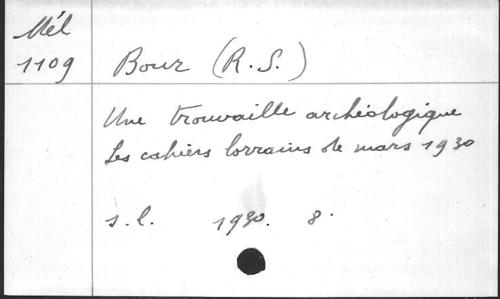 Mél
1109
Bour (R. S.)
Une trouvaille archéologique
Les cahiers lorrains de mars 1930
s. l. 1930. 8.